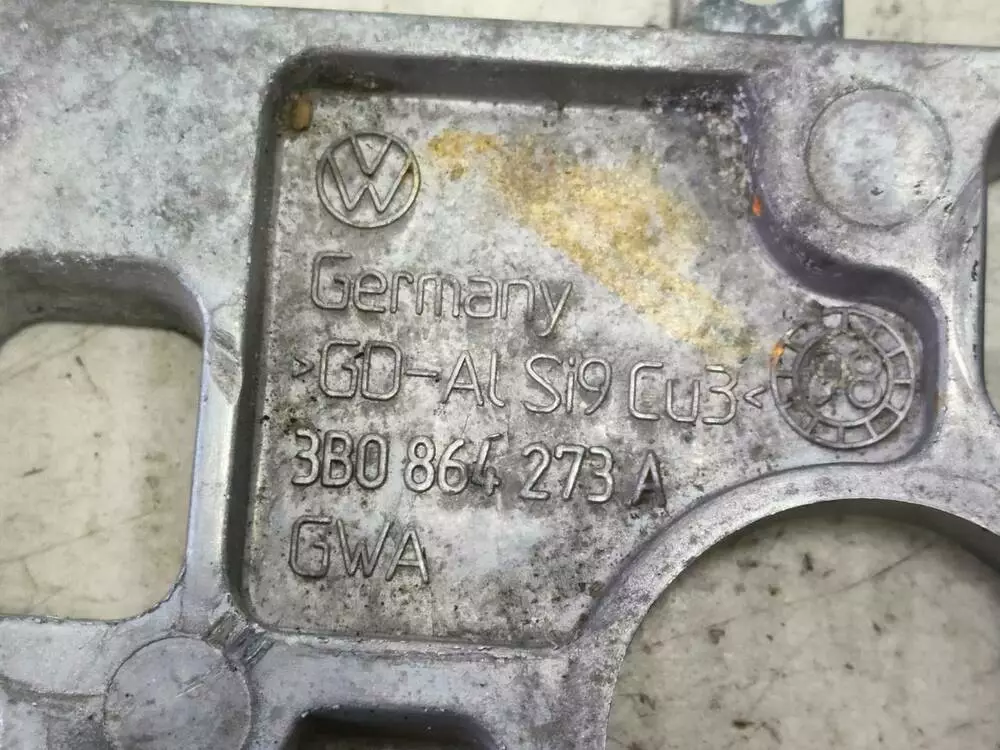 Germany
>GD-Al Si9 Cu3<
3B0 864 273 A
GWA